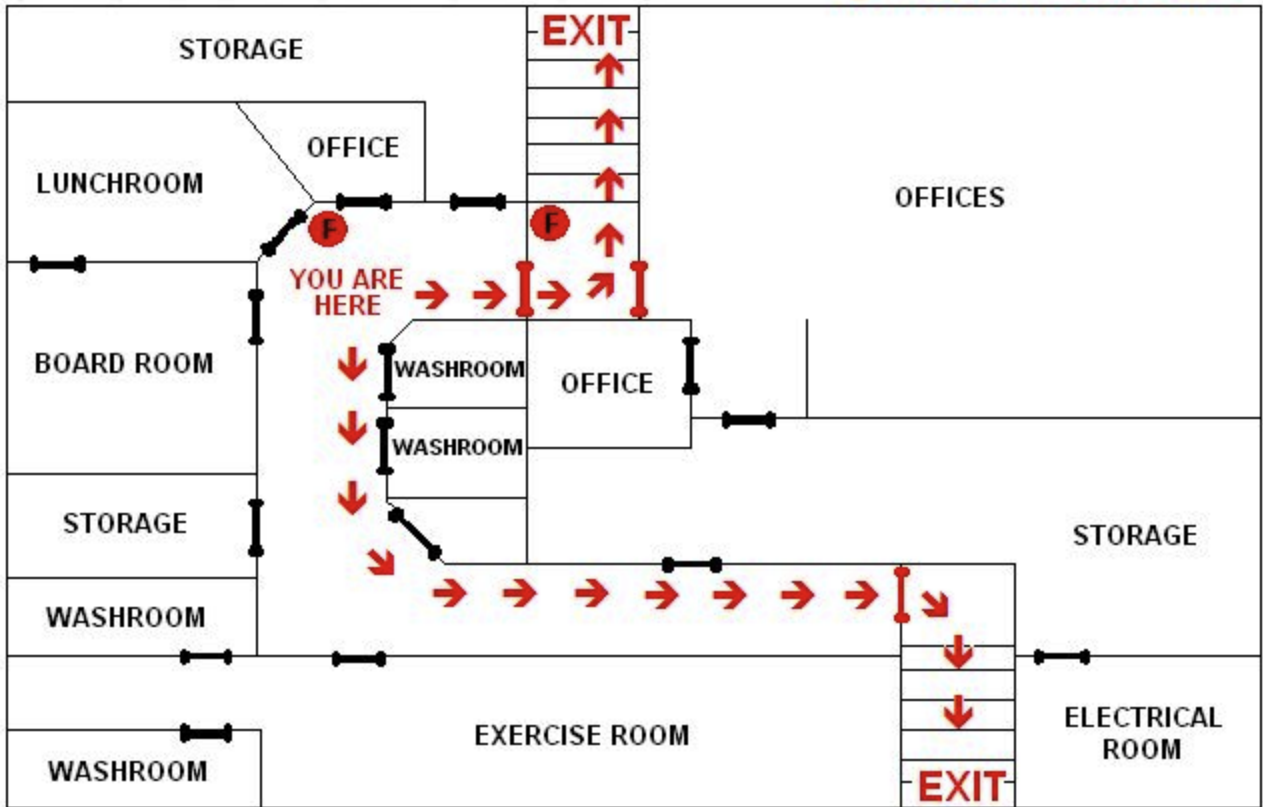 EXIT
STORAGE
OFFICE
LUNCHROOM
OFFICES
F
F
YOU ARE
HERE
BOARD ROOM
WASHROOM
OFFICE
WASHROOM
STORAGE
STORAGE
WASHROOM
EXERCISE ROOM
ELECTRICAL
ROOM
WASHROOM
EXIT